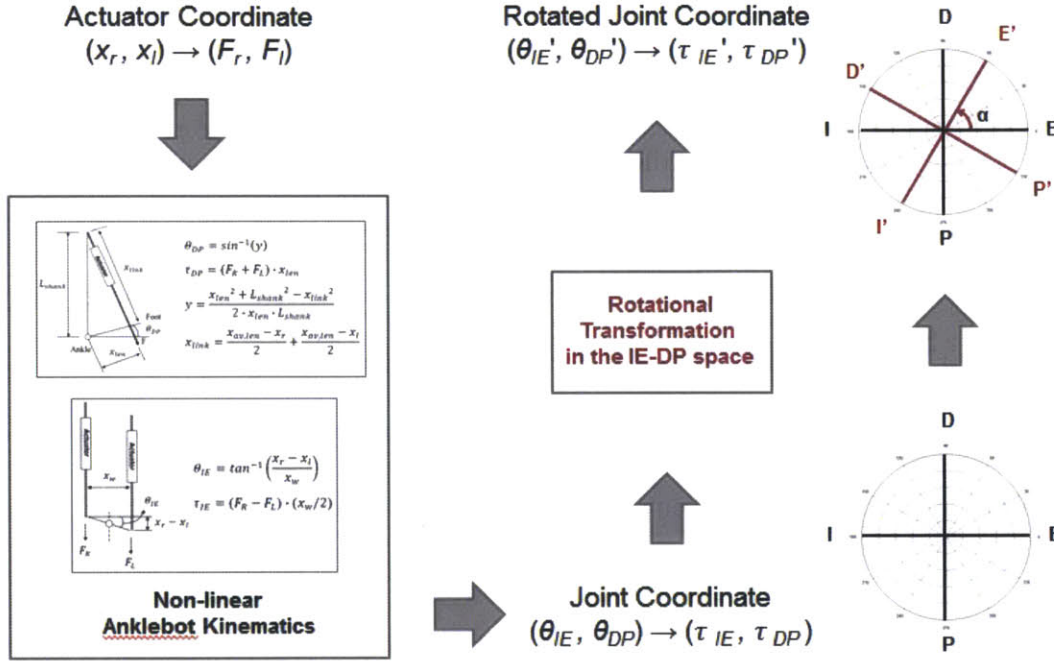 Actuator Coordinate
(x_r, x_l) → (F_r, F_l)
L_shank
Actuator
x_link
Foot
θ_DP
F
Ankle
x_len
θ_DP = sin⁻¹(y)
τ_DP = (F_R + F_L) · x_len
y = (x_len² + L_shank² − x_link²) / (2 · x_len · L_shank)
x_link = (x_av,len − x_r) / 2 + (x_av,len − x_l) / 2
Actuator
Actuator
x_w
θ_IE
x_r − x_l
F_R
F_L
θ_IE = tan⁻¹((x_r − x_l) / x_w)
τ_IE = (F_R − F_L) · (x_w/2)
Non-linear
Anklebot Kinematics
Joint Coordinate
(θ_IE, θ_DP) → (τ_IE, τ_DP)
Rotational
Transformation
in the IE-DP space
Rotated Joint Coordinate
(θ_IE', θ_DP') → (τ_IE', τ_DP')
D
E'
D'
α
I
E
P'
I'
P
D
I
E
P